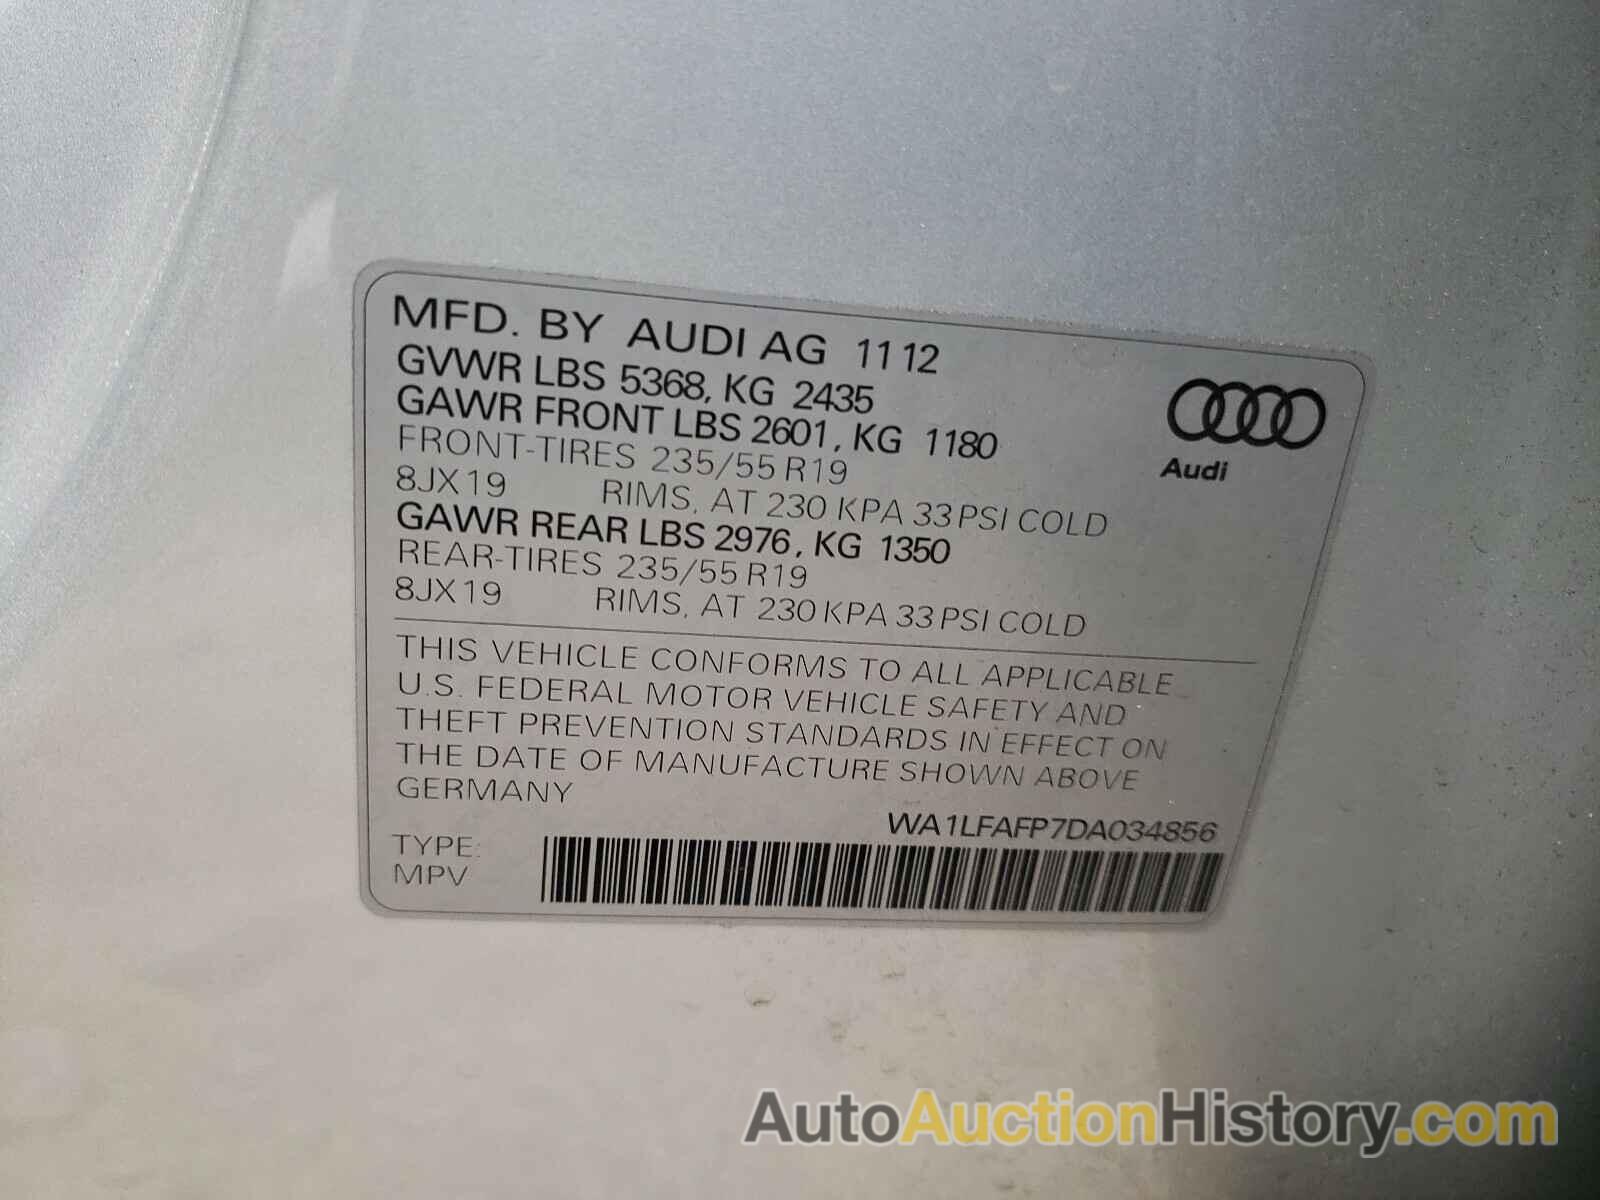 MFD. BY AUDI AG 11 12
GVWR LBS 5368, KG 2435
GAWR FRONT LBS 2601, KG 1180
FRONT-TIRES 235/55 R19
8JX19 RIMS, AT 230 KPA 33 PSI COLD
GAWR REAR LBS 2976, KG 1350
REAR-TIRES 235/55 R19
8JX19 RIMS, AT 230 KPA 33 PSI COLD
Audi
THIS VEHICLE CONFORMS TO ALL APPLICABLE
U.S. FEDERAL MOTOR VEHICLE SAFETY AND
THEFT PREVENTION STANDARDS IN EFFECT ON
THE DATE OF MANUFACTURE SHOWN ABOVE
GERMANY
WA1LFAFP7DA034856
TYPE:
MPV
AutoAuctionHistory.com